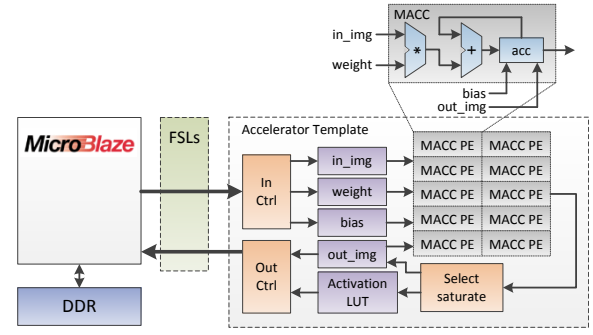 MACC
in_img
weight
*
+
acc
bias
out_img
MicroBlaze
FSLs
Accelerator Template
In
Ctrl
in_img
weight
bias
MACC PE MACC PE
MACC PE MACC PE
MACC PE MACC PE
MACC PE MACC PE
MACC PE MACC PE
Out
Ctrl
out_img
Activation
LUT
Select
saturate
DDR